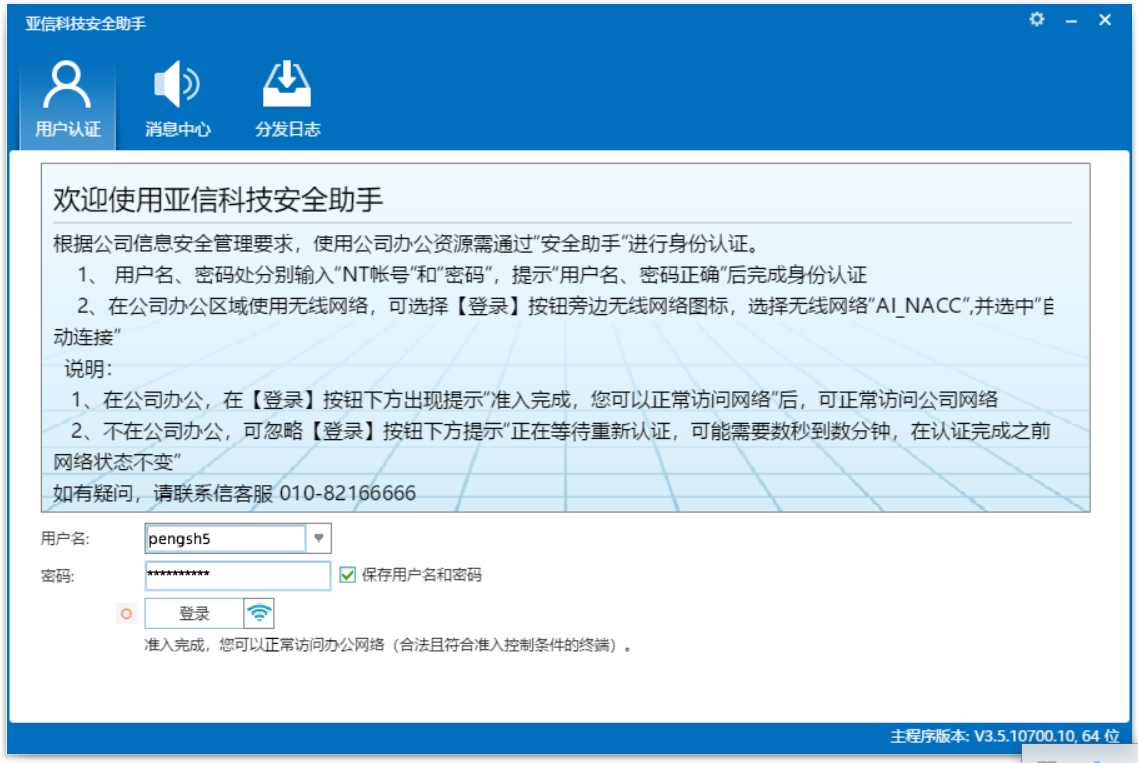 亚信科技安全助手
用户认证 消息中心 分发日志
欢迎使用亚信科技安全助手
根据公司信息安全管理要求，使用公司办公资源需通过“安全助手”进行身份认证。
1、 用户名、密码处分别输入“NT帐号”和“密码”，提示“用户名、密码正确”后完成身份认证
2、在公司办公区域使用无线网络，可选择【登录】按钮旁边无线网络图标，选择无线网络“AI_NACC”,并选中“自
动连接”
说明：
1、在公司办公，在【登录】按钮下方出现提示“准入完成，您可以正常访问网络”后，可正常访问公司网络
2、不在公司办公，可忽略【登录】按钮下方提示“正在等待重新认证，可能需要数秒到数分钟，在认证完成之前
网络状态不变”
如有疑问，请联系信客服 010-82166666
用户名: pengsh5
密码: ********** 保存用户名和密码
登录
准入完成，您可以正常访问办公网络（合法且符合准入控制条件的终端）。
主程序版本: V3.5.10700.10, 64 位